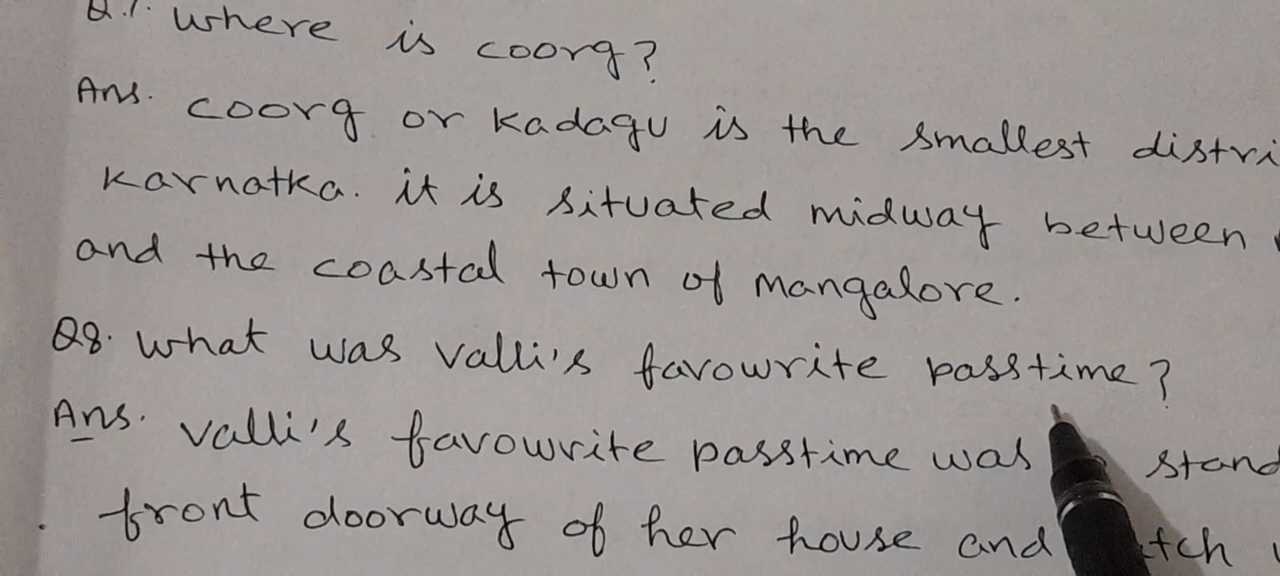 Q.7. where is coorg?
Ans. coorg or kadagu is the smallest distri
karnatka. it is situated midway between
and the coastal town of mangalore.
Q8. what was valli's favourite passtime?
Ans. valli's favourite passtime was stand
front doorway of her house and